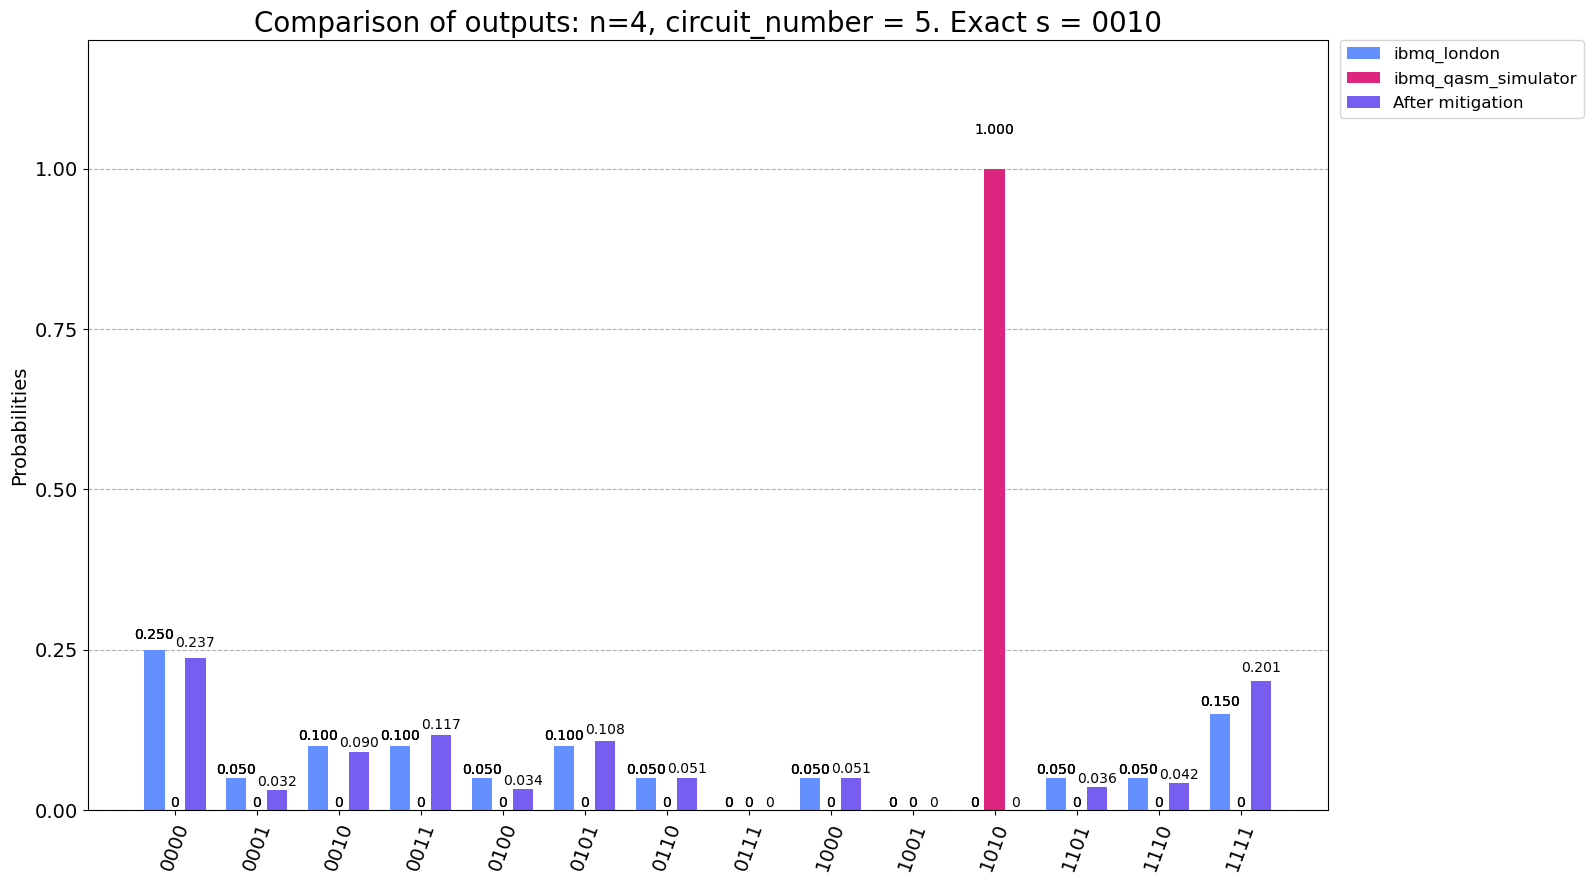 Comparison of outputs: n=4, circuit_number = 5. Exact s = 0010
ibmq_london
ibmq_qasm_simulator
After mitigation
Probabilities
1.00
0.75
0.50
0.25
0.00
0.250 0 0.237
0.050 0 0.032
0.100 0 0.090
0.100 0 0.117
0.050 0 0.034
0.100 0 0.108
0.050 0 0.051
0 0 0
0.050 0 0.051
0 0 0
0 1.000 0
0.050 0 0.036
0.050 0 0.042
0.150 0 0.201
0000 0001 0010 0011 0100 0101 0110 0111 1000 1001 1010 1101 1110 1111